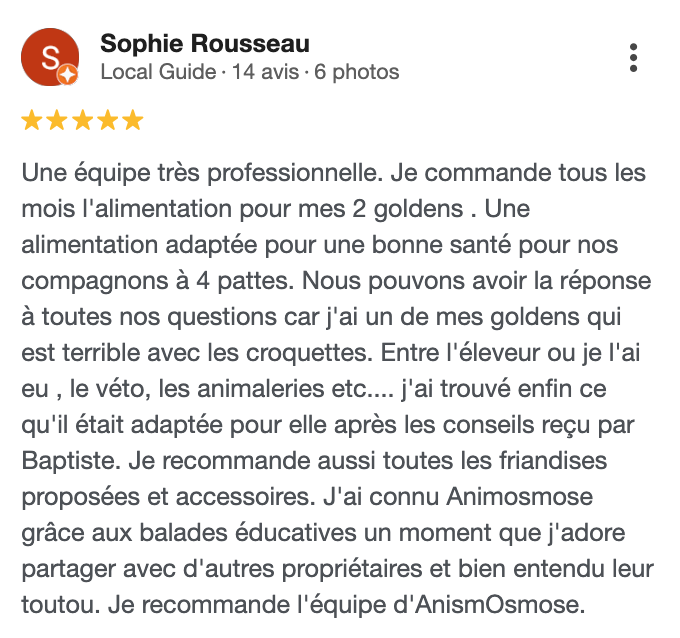 S
Sophie Rousseau
Local Guide · 14 avis · 6 photos
Une équipe très professionnelle. Je commande tous les
mois l'alimentation pour mes 2 goldens . Une
alimentation adaptée pour une bonne santé pour nos
compagnons à 4 pattes. Nous pouvons avoir la réponse
à toutes nos questions car j'ai un de mes goldens qui
est terrible avec les croquettes. Entre l'éleveur ou je l'ai
eu , le véto, les animaleries etc.... j'ai trouvé enfin ce
qu'il était adaptée pour elle après les conseils reçu par
Baptiste. Je recommande aussi toutes les friandises
proposées et accessoires. J'ai connu Animosmose
grâce aux balades éducatives un moment que j'adore
partager avec d'autres propriétaires et bien entendu leur
toutou. Je recommande l'équipe d'AnismOsmose.